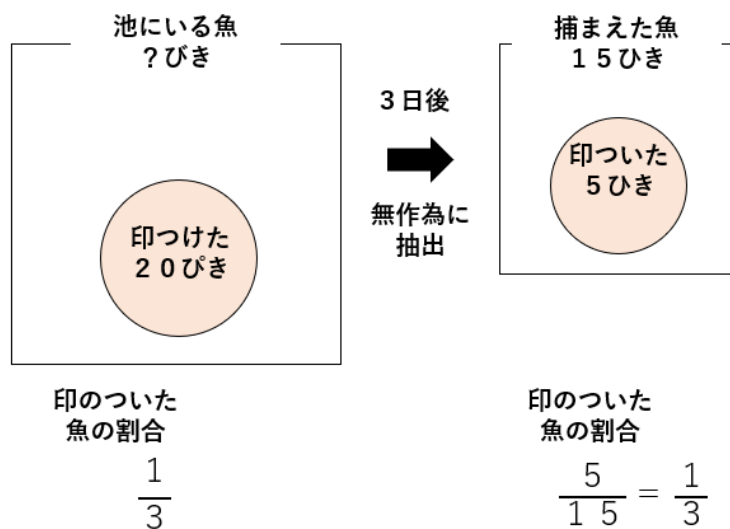 池にいる魚
？びき
印つけた
２０ぴき
３日後
無作為に
抽出
捕まえた魚
１５ひき
印ついた
５ひき
印のついた
魚の割合
1
3
印のついた
魚の割合
5
1 5
=
1
3